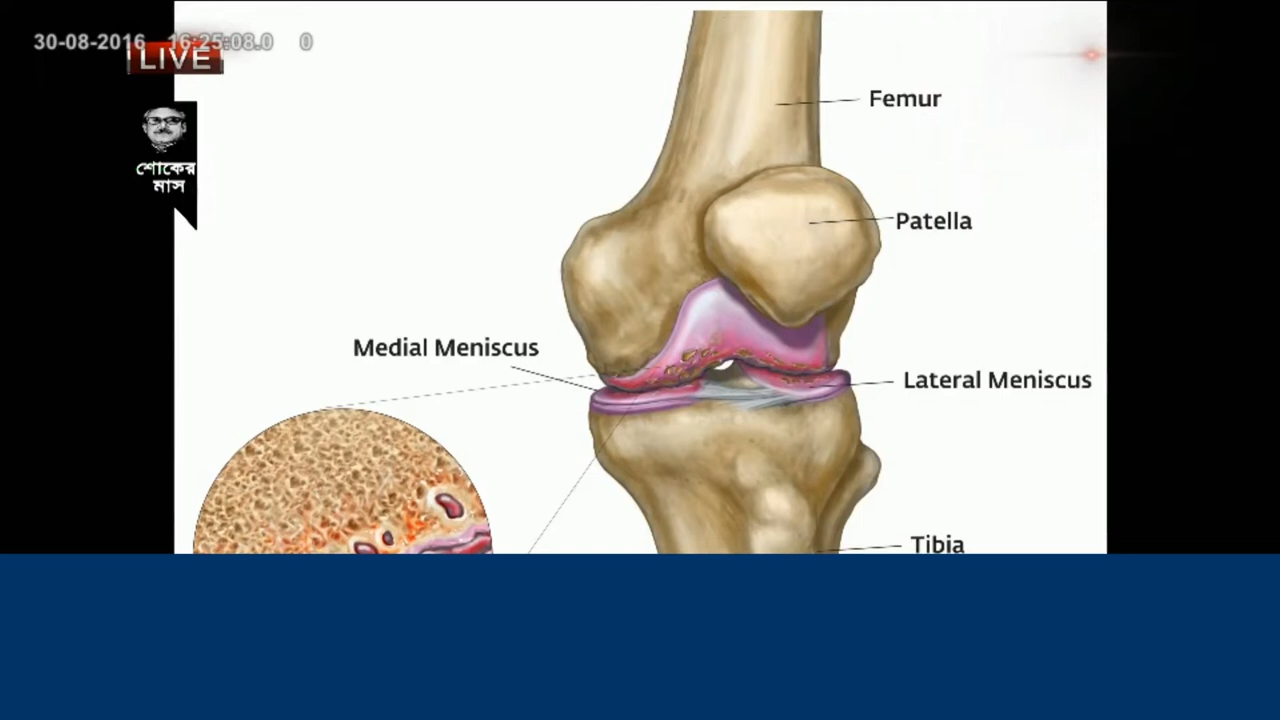 30-08-2016 16:25:08.0 0
LIVE
শোকের
মাস
Femur
Patella
Medial Meniscus
Lateral Meniscus
Tibia